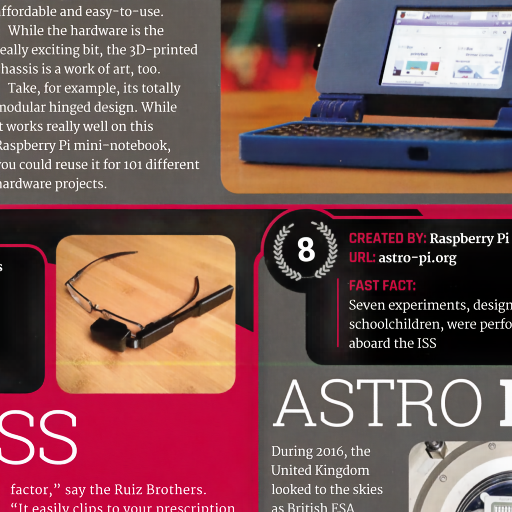 affordable and easy-to-use.
While the hardware is the
really exciting bit, the 3D-printed
chassis is a work of art, too.
Take, for example, its totally
modular hinged design. While
it works really well on this
Raspberry Pi mini-notebook,
you could reuse it for 101 different
hardware projects.
8
CREATED BY: Raspberry Pi
URL: astro-pi.org
FAST FACT:
Seven experiments, design
schoolchildren, were perfo
aboard the ISS
s
SS
factor,” say the Ruiz Brothers.
“It easily clips to your prescription
ASTRO
During 2016, the
United Kingdom
looked to the skies
as British ESA